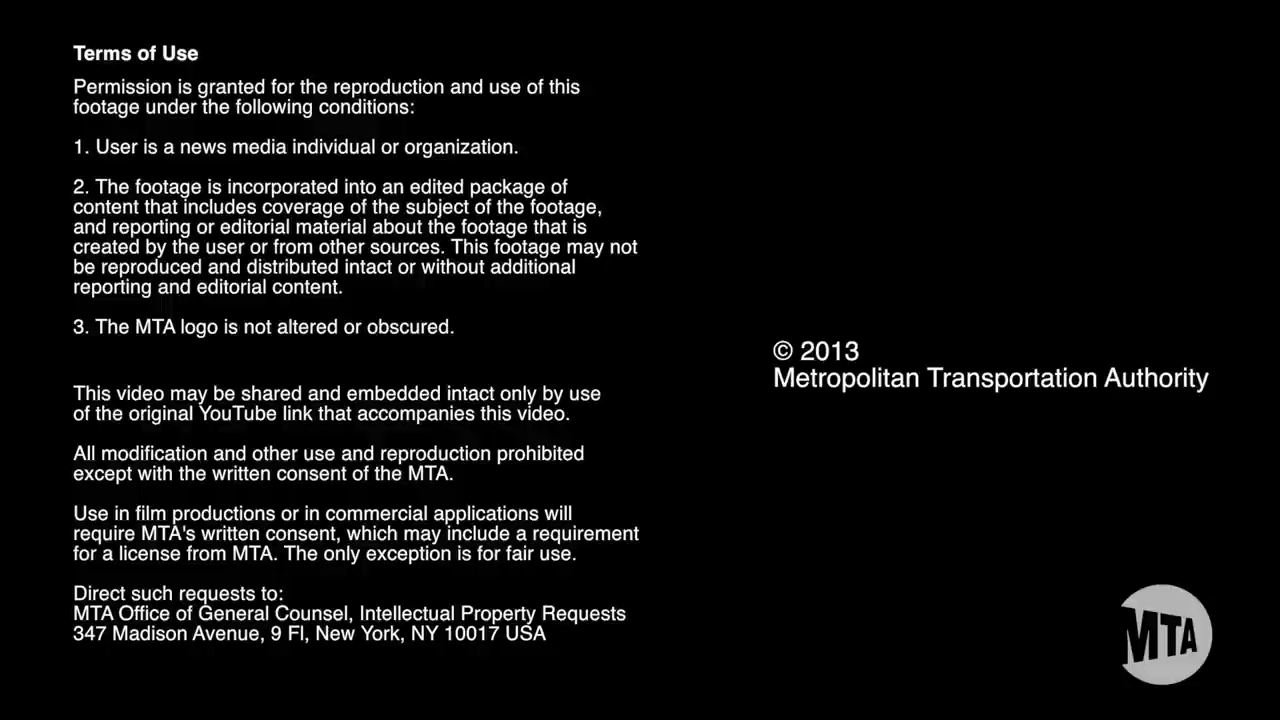 Terms of Use
Permission is granted for the reproduction and use of this
footage under the following conditions:
1. User is a news media individual or organization.
2. The footage is incorporated into an edited package of
content that includes coverage of the subject of the footage,
and reporting or editorial material about the footage that is
created by the user or from other sources. This footage may not
be reproduced and distributed intact or without additional
reporting and editorial content.
3. The MTA logo is not altered or obscured.
This video may be shared and embedded intact only by use
of the original YouTube link that accompanies this video.
All modification and other use and reproduction prohibited
except with the written consent of the MTA.
Use in film productions or in commercial applications will
require MTA's written consent, which may include a requirement
for a license from MTA. The only exception is for fair use.
Direct such requests to:
MTA Office of General Counsel, Intellectual Property Requests
347 Madison Avenue, 9 Fl, New York, NY 10017 USA
© 2013
Metropolitan Transportation Authority
MTA